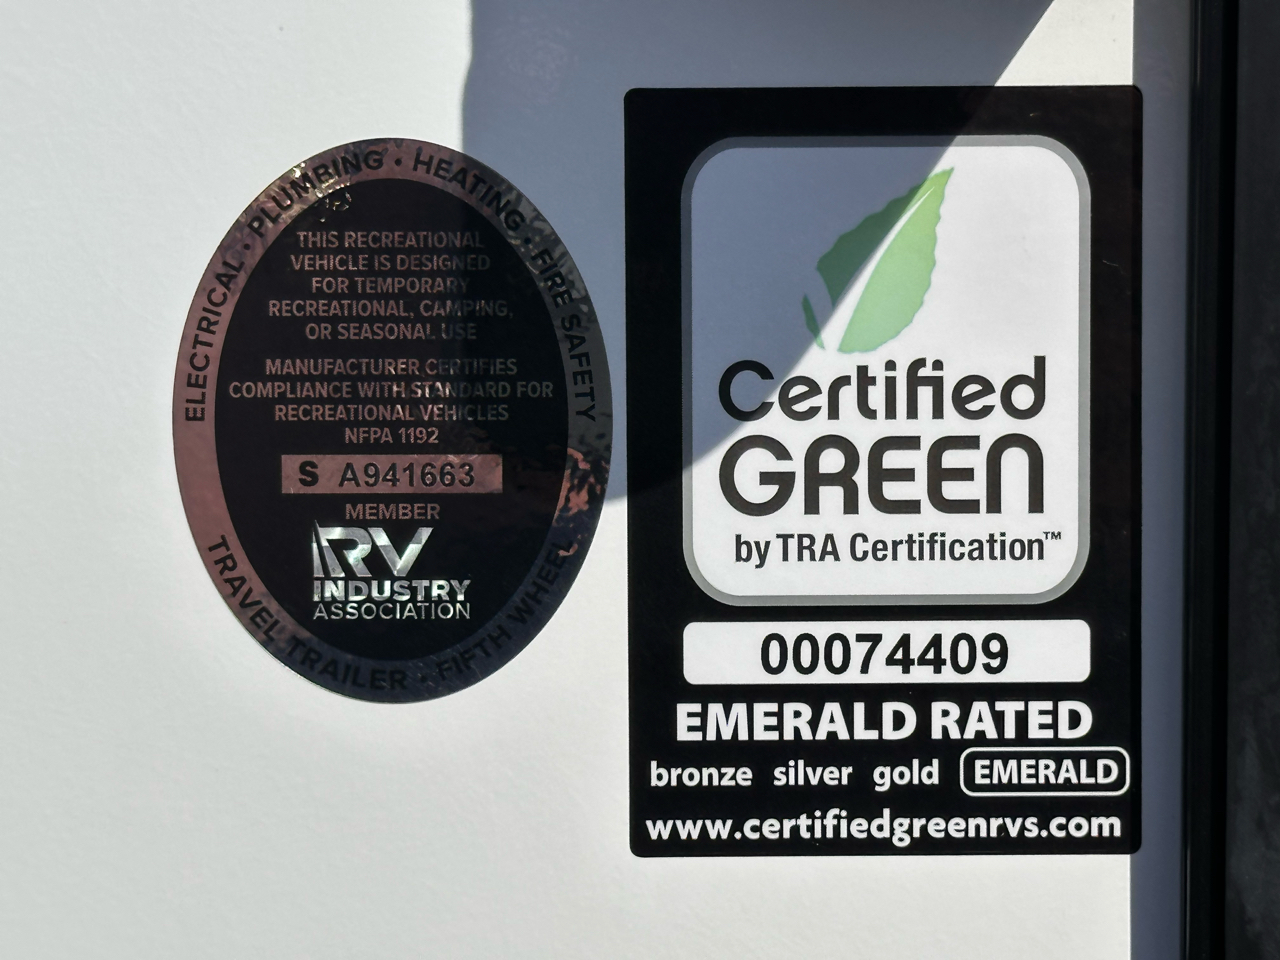 ELECTRICAL · PLUMBING · HEATING · FIRE SAFETY
THIS RECREATIONAL
VEHICLE IS DESIGNED
FOR TEMPORARY
RECREATIONAL, CAMPING,
OR SEASONAL USE
MANUFACTURER CERTIFIES
COMPLIANCE WITH STANDARD FOR
RECREATIONAL VEHICLES
NFPA 1192
S A941663
MEMBER
RV
INDUSTRY
ASSOCIATION
TRAVEL TRAILER · FIFTH WHEEL
Certified
GREEN
by TRA Certification™
00074409
EMERALD RATED
bronze silver gold EMERALD
www.certifiedgreenrvs.com